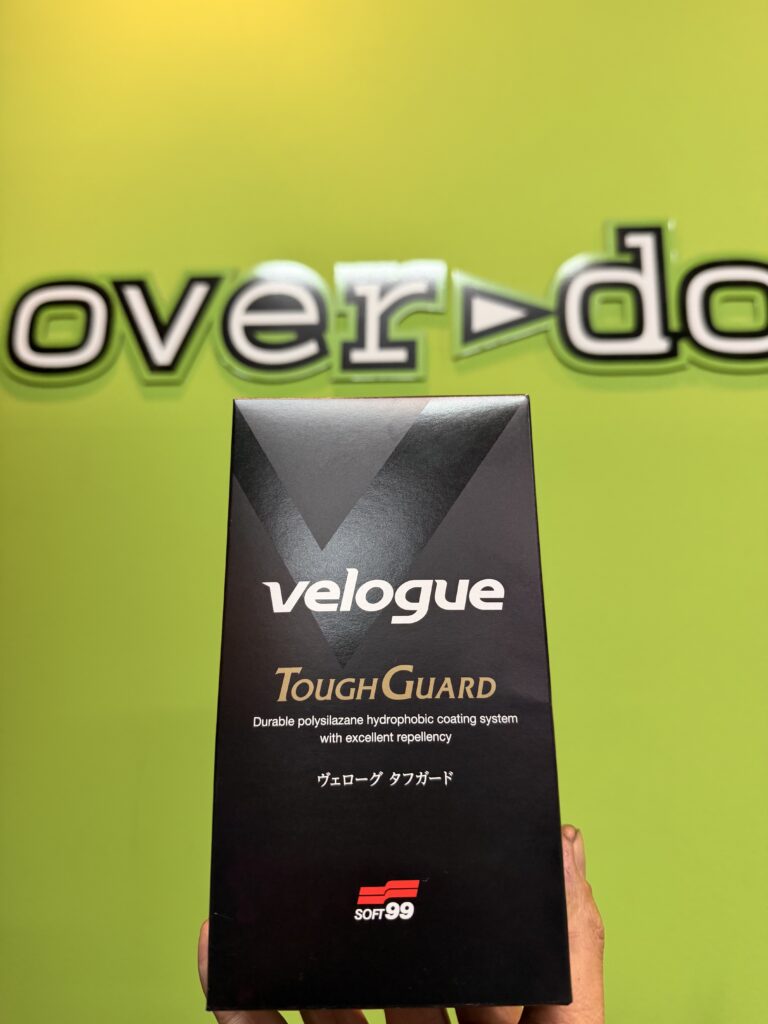 over▶do
velogue
TOUGHGUARD
Durable polysilazane hydrophobic coating system
with excellent repellency
ヴェローグ タフガード
SOFT99